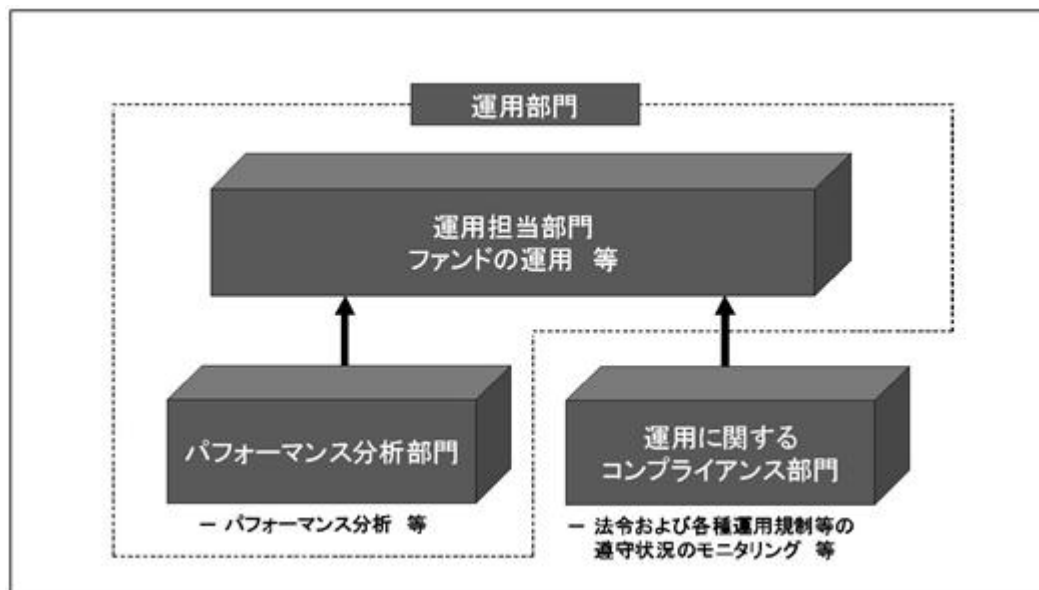 運用部門
運用担当部門
ファンドの運用 等
パフォーマンス分析部門
ー パフォーマンス分析 等
運用に関する
コンプライアンス部門
ー 法令および各種運用規制等の
遵守状況のモニタリング 等